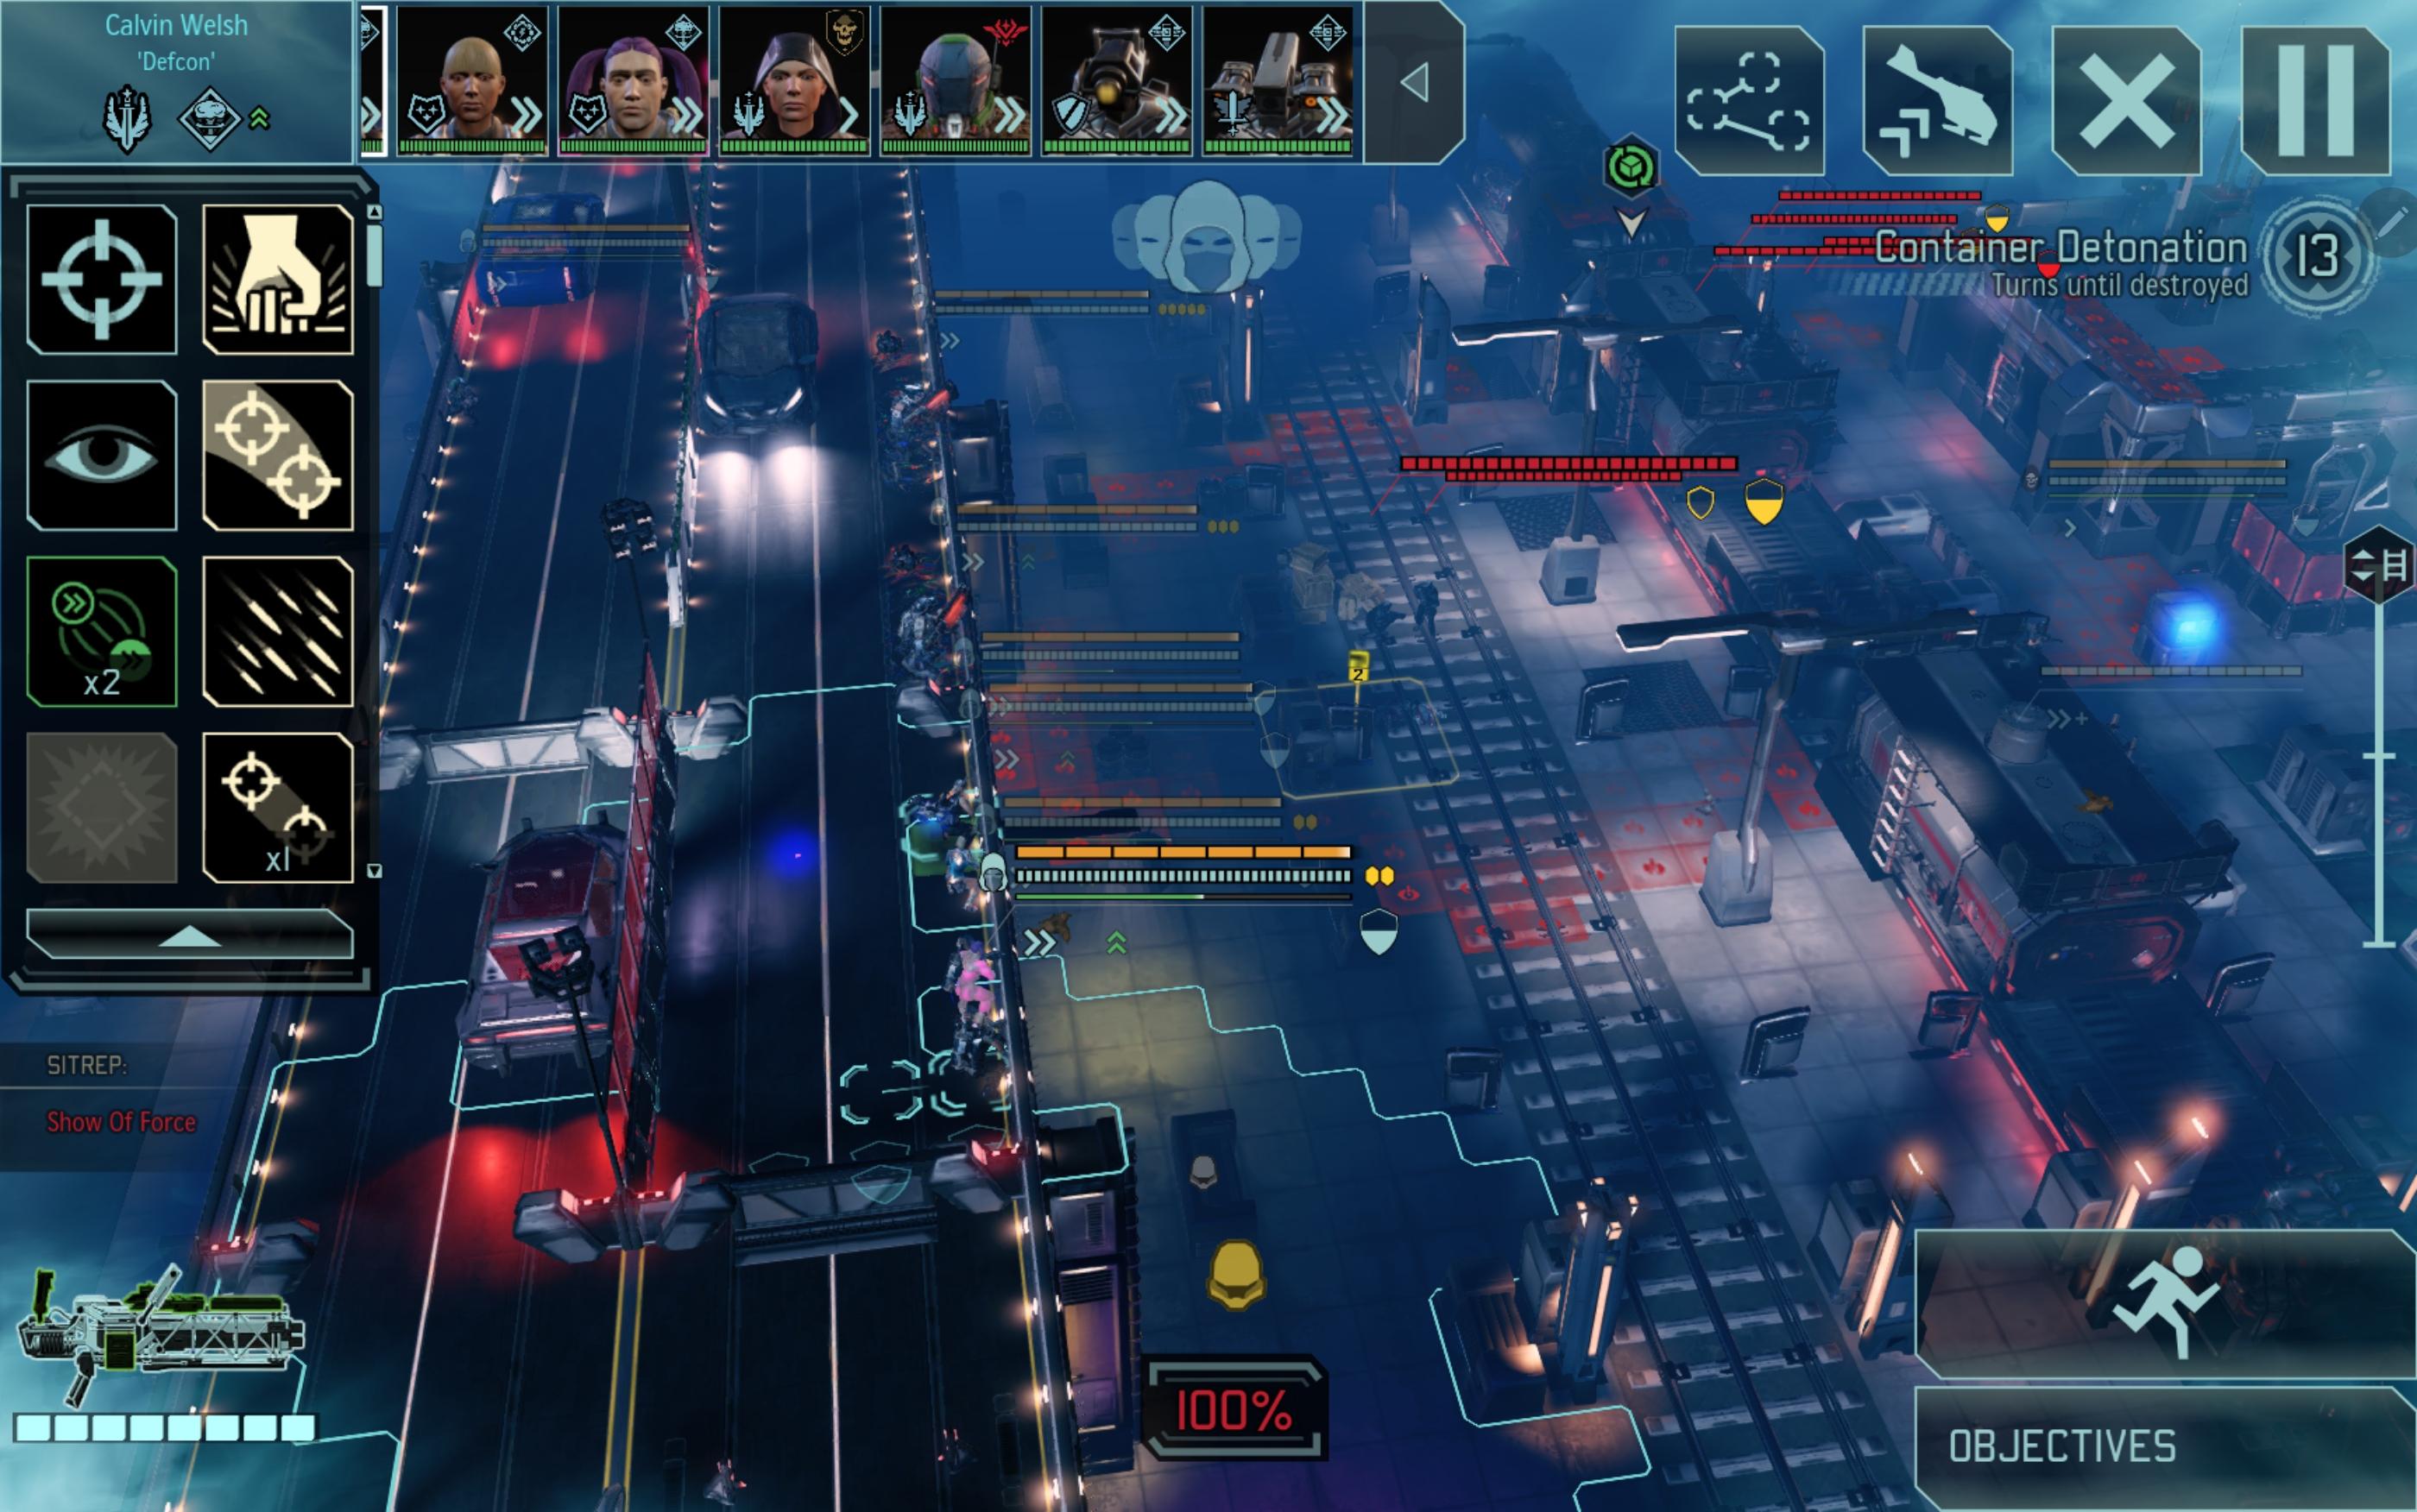 Calvin Welsh
'Defcon'
Container Detonation
13
Turns until destroyed
x2
x1
2
SITREP:
Show Of Force
100%
OBJECTIVES